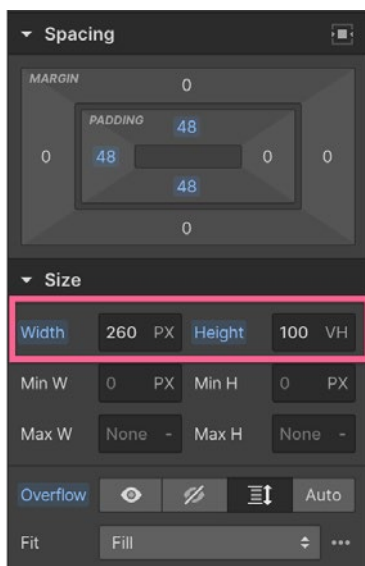 Spacing
MARGIN
0
PADDING
48
0 48 0 0
48
0
Size
Width 260 PX Height 100 VH
Min W 0 PX Min H 0 PX
Max W None - Max H None -
Overflow Auto
Fit Fill